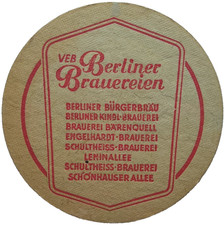 VEB Berliner
Brauereien
BERLINER BÜRGERBRÄU
BERLINER KINDL-BRAUEREI
BRAUEREI BÄRENQUELL
ENGELHARDT-BRAUEREI
SCHULTHEISS-BRAUEREI
LENINALLEE
SCHULTHEISS-BRAUEREI
SCHÖNHAUSER ALLEE